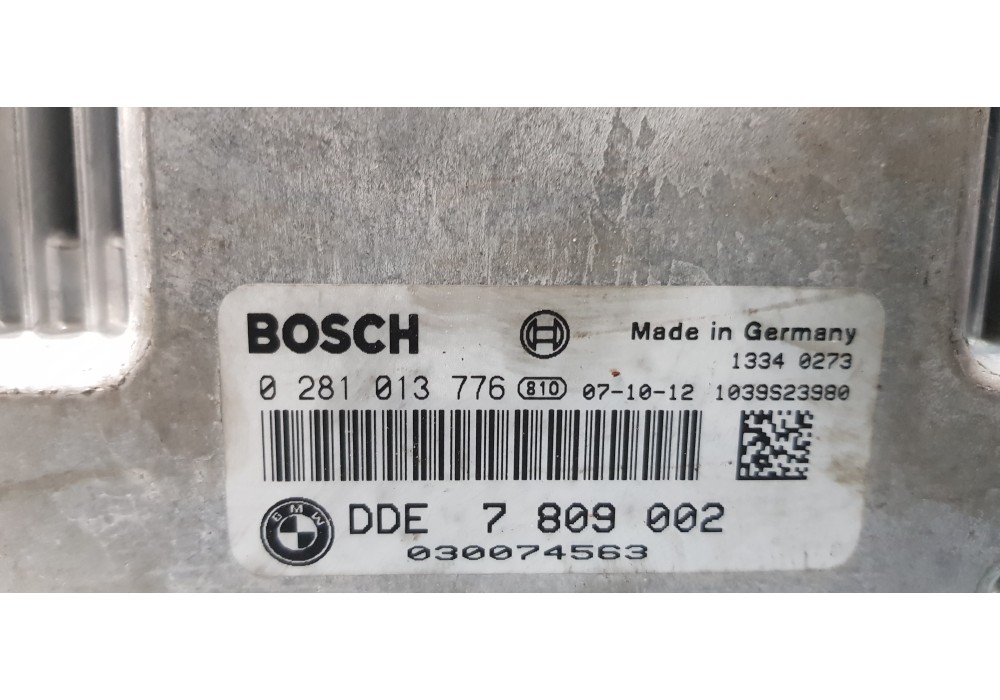 BOSCH Made in Germany
1334 0273
0 281 013 776 810 07-10-12 1039S23980
BMW DDE 7 809 002
030074563